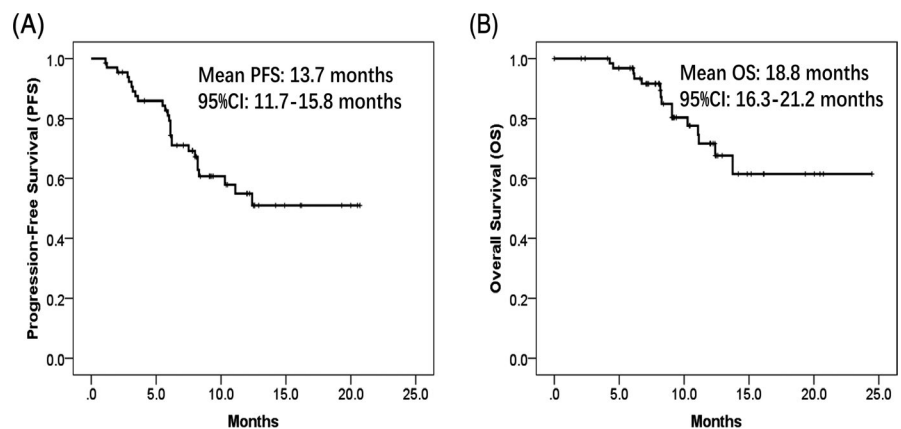 (A)
Progression-Free Survival (PFS)
1.0
0.8
0.6
0.4
0.2
0.0
Mean PFS: 13.7 months
95%CI: 11.7-15.8 months
.0 5.0 10.0 15.0 20.0 25.0
Months
(B)
Overall Survival (OS)
1.0
0.8
0.6
0.4
0.2
0.0
Mean OS: 18.8 months
95%CI: 16.3-21.2 months
.0 5.0 10.0 15.0 20.0 25.0
Months